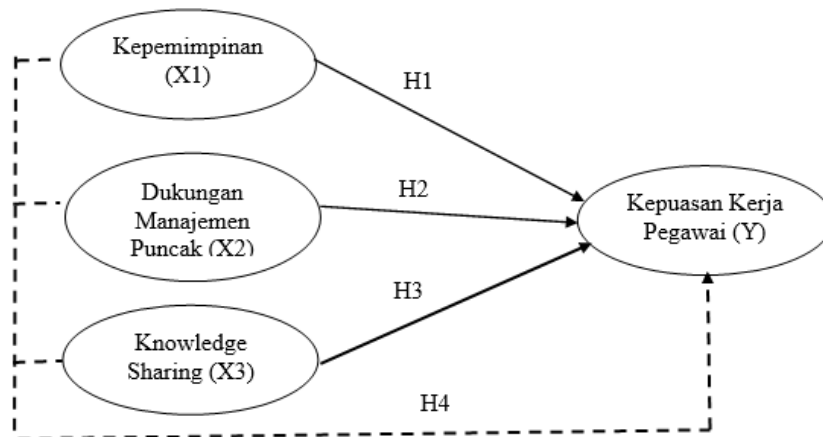 Kepemimpinan
(X1)
H1
Dukungan
Manajemen
Puncak (X2)
H2
Kepuasan Kerja
Pegawai (Y)
H3
Knowledge
Sharing (X3)
H4